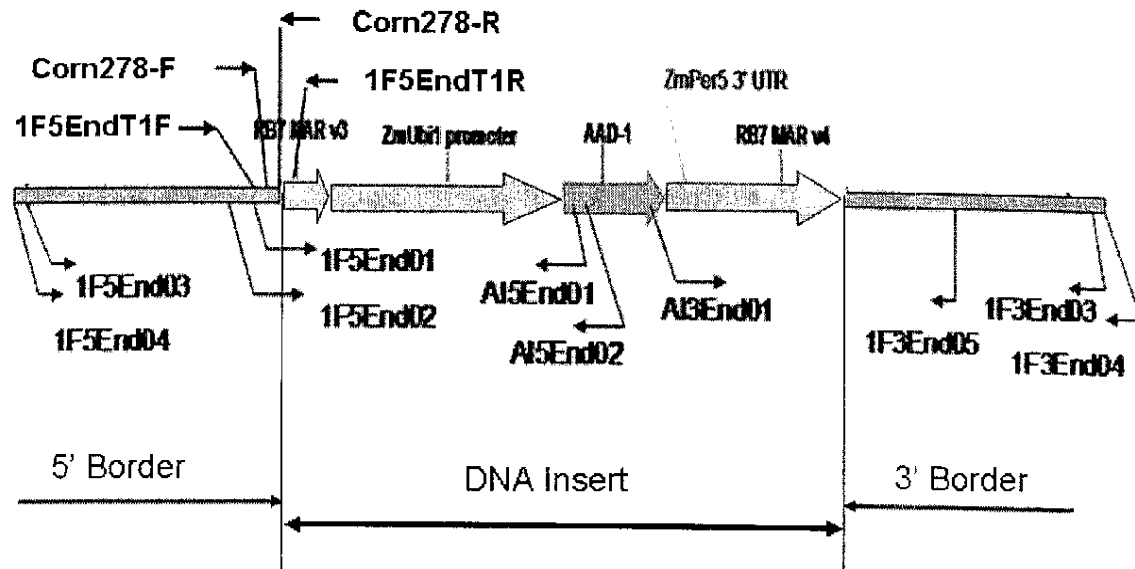 Corn278-R
Corn278-F
1F5EndT1R
ZmPer5 3' UTR
1F5EndT1F
RB7 MAR v3
ZmUbi1 promoter
AAD-1
RB7 MAR v4
1F5End03
1F5End01
AI5End01
AI3End01
1F3End03
1F5End04
1F5End02
AI5End02
1F3End05
1F3End04
5' Border
DNA Insert
3' Border